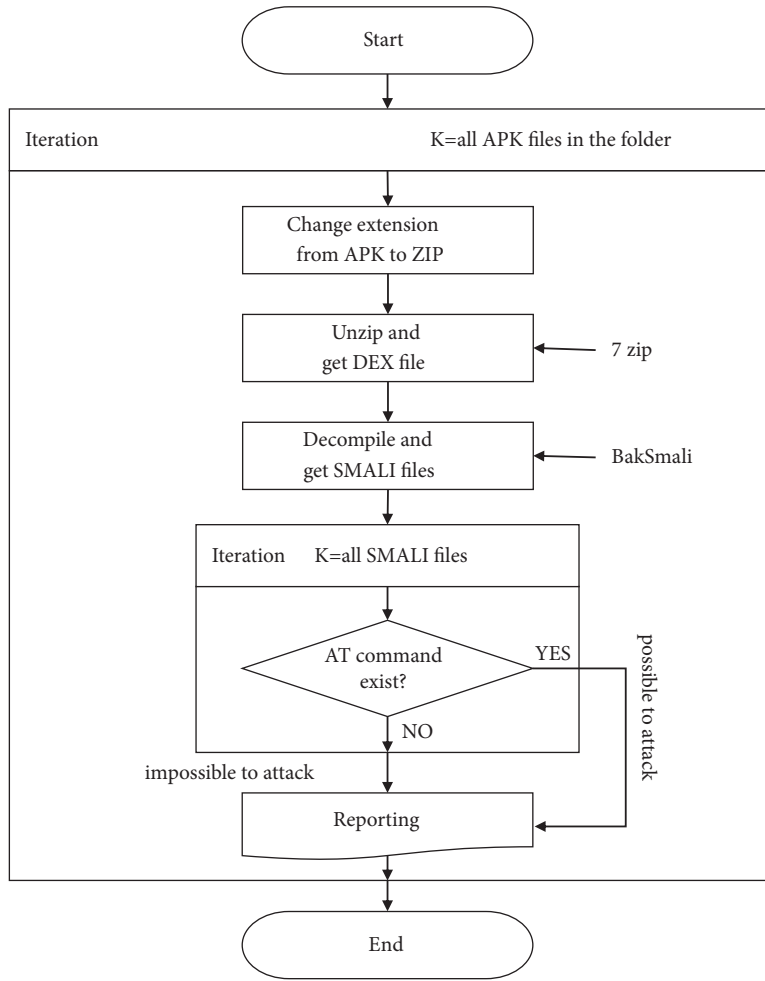 Start
Iteration
K=all APK files in the folder
Change extension
from APK to ZIP
Unzip and
get DEX file
7 zip
Decompile and
get SMALI files
BakSmali
Iteration
K=all SMALI files
AT command
exist?
YES
possible to attack
NO
impossible to attack
Reporting
End